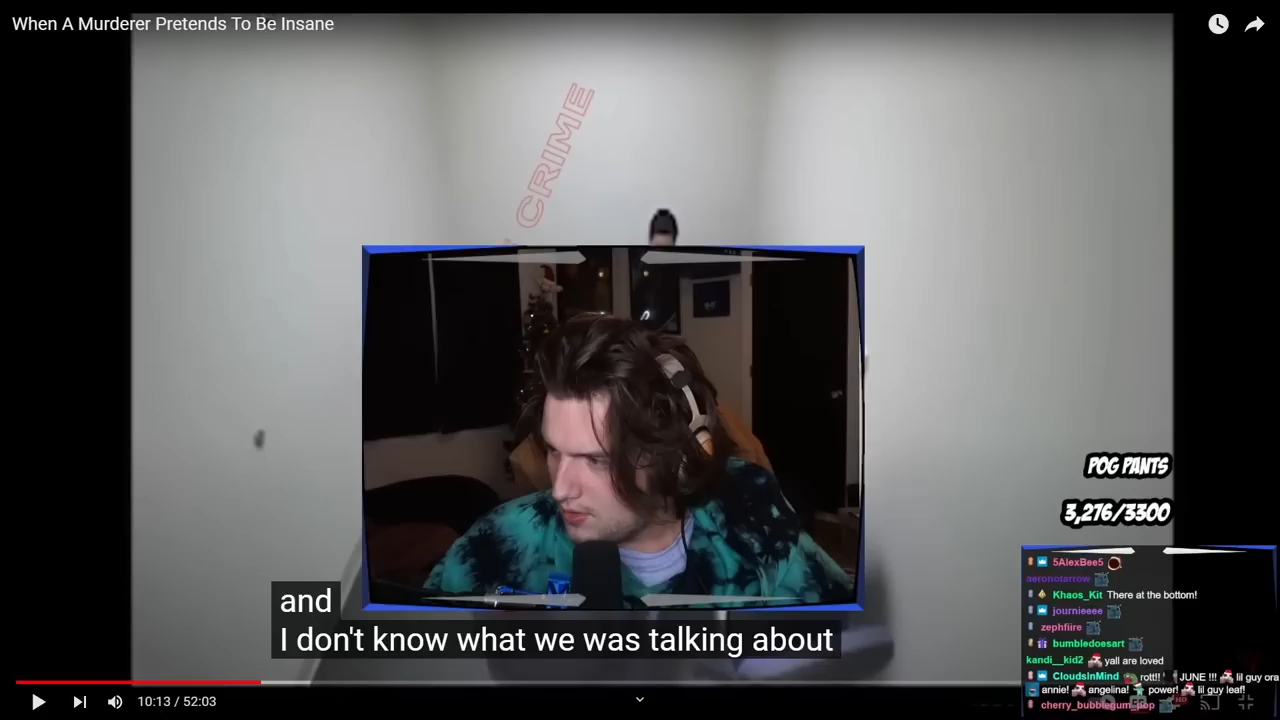 When A Murderer Pretends To Be Insane
CRIME
POG PANTS
3,276/3300
5AlexBee5
aeronotarrow
Khaos_Kit There at the bottom!
journieeee
zephfiire
bumbledoesart
kandi__kid2 yall are loved
CloudsInMind rott!! JUNE !!! lil guy ora
annie! angelina! power! lil guy leaf!
cherry_bubblegum_pop
and
I don't know what we was talking about
10:13 / 52:03